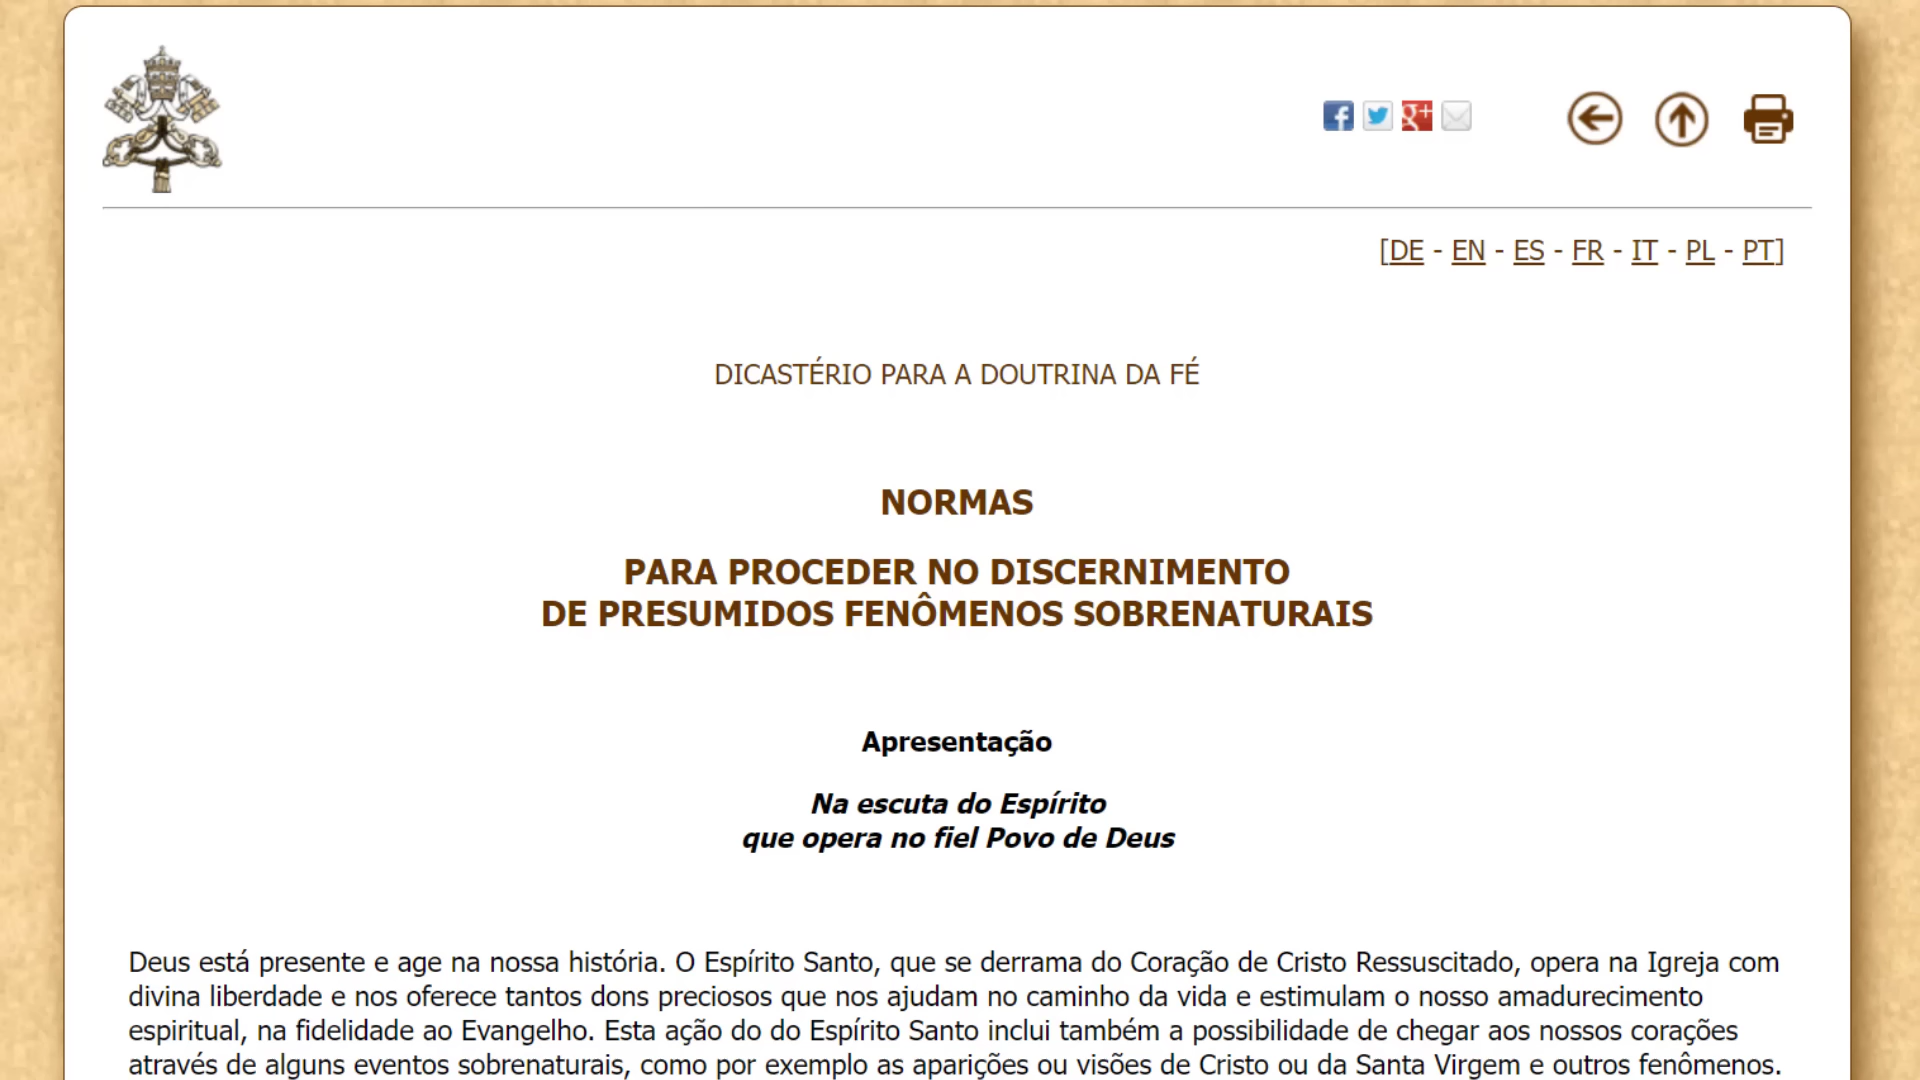 [DE - EN - ES - FR - IT - PL - PT]
DICASTÉRIO PARA A DOUTRINA DA FÉ
NORMAS
PARA PROCEDER NO DISCERNIMENTO
DE PRESUMIDOS FENÔMENOS SOBRENATURAIS
Apresentação
Na escuta do Espírito
que opera no fiel Povo de Deus
Deus está presente e age na nossa história. O Espírito Santo, que se derrama do Coração de Cristo Ressuscitado, opera na Igreja com
divina liberdade e nos oferece tantos dons preciosos que nos ajudam no caminho da vida e estimulam o nosso amadurecimento
espiritual, na fidelidade ao Evangelho. Esta ação do do Espírito Santo inclui também a possibilidade de chegar aos nossos corações
através de alguns eventos sobrenaturais, como por exemplo as aparições ou visões de Cristo ou da Santa Virgem e outros fenômenos.